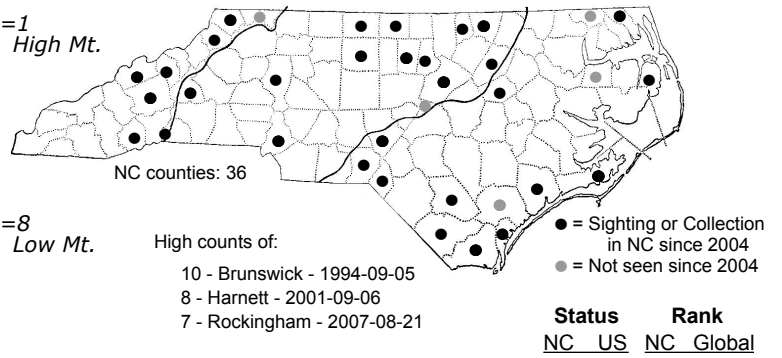 =1
High Mt.
NC counties: 36
=8
Low Mt.
High counts of:
10 - Brunswick - 1994-09-05
8 - Harnett - 2001-09-06
7 - Rockingham - 2007-08-21
● = Sighting or Collection
in NC since 2004
● = Not seen since 2004
Status Rank
NC US NC Global